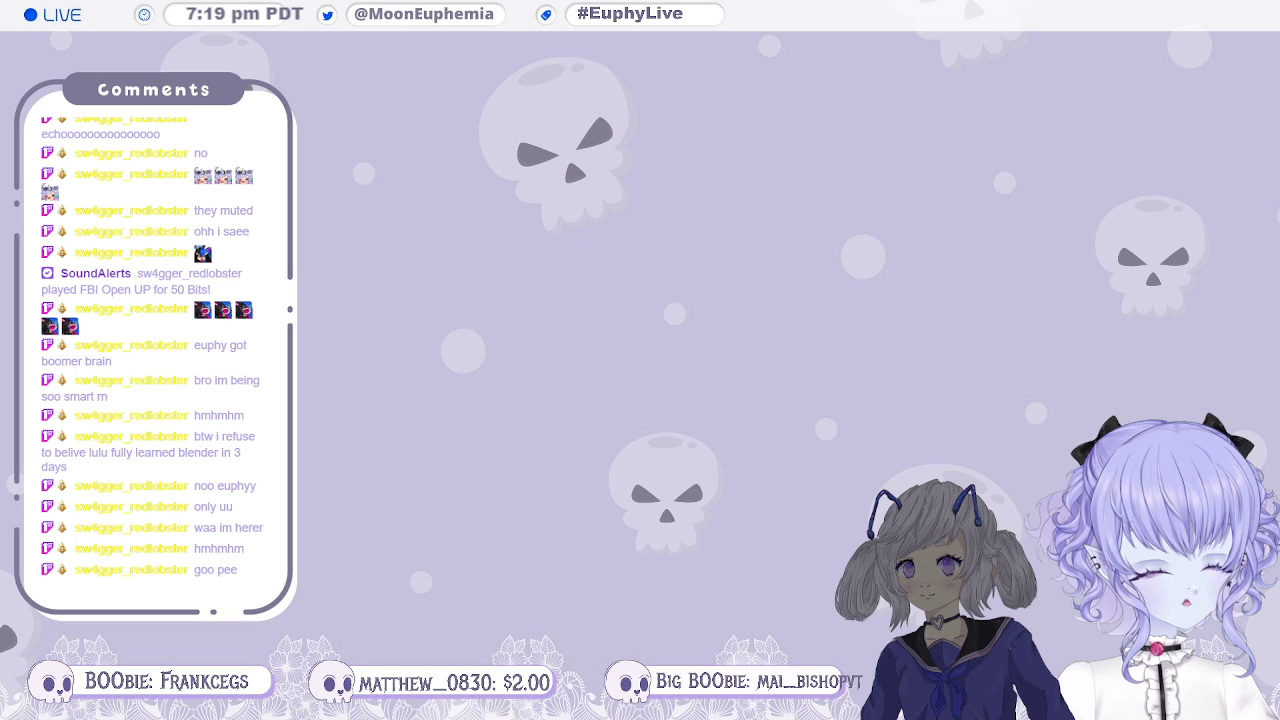 LIVE
7:19 pm PDT
@MoonEuphemia
#EuphyLive
Comments
sw4gger_redlobster
echooooooooooooooo
sw4gger_redlobster no
sw4gger_redlobster
sw4gger_redlobster they muted
sw4gger_redlobster ohh i saee
sw4gger_redlobster
SoundAlerts sw4gger_redlobster
played FBI Open UP for 50 Bits!
sw4gger_redlobster
sw4gger_redlobster euphy got
boomer brain
sw4gger_redlobster bro im being
soo smart rn
sw4gger_redlobster hmhmhm
sw4gger_redlobster btw i refuse
to belive lulu fully learned blender in 3
days
sw4gger_redlobster noo euphyy
sw4gger_redlobster only uu
sw4gger_redlobster waa im herer
sw4gger_redlobster hmhmhm
sw4gger_redlobster goo pee
BOObie: Frankcegs
matthew_0830: $2.00
Big BOObie: mai_bishopvt